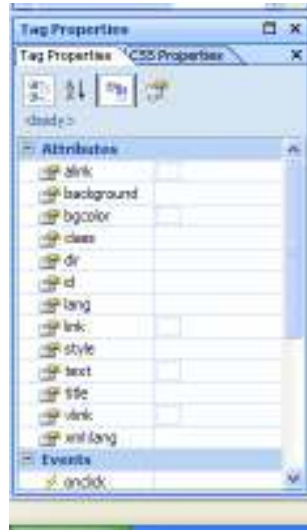 Tag Properties
Tag Properties CSS Properties
<body>
Attributes
alink
background
bgcolor
class
dir
id
lang
link
style
text
title
vlink
xml:lang
Events
onclick